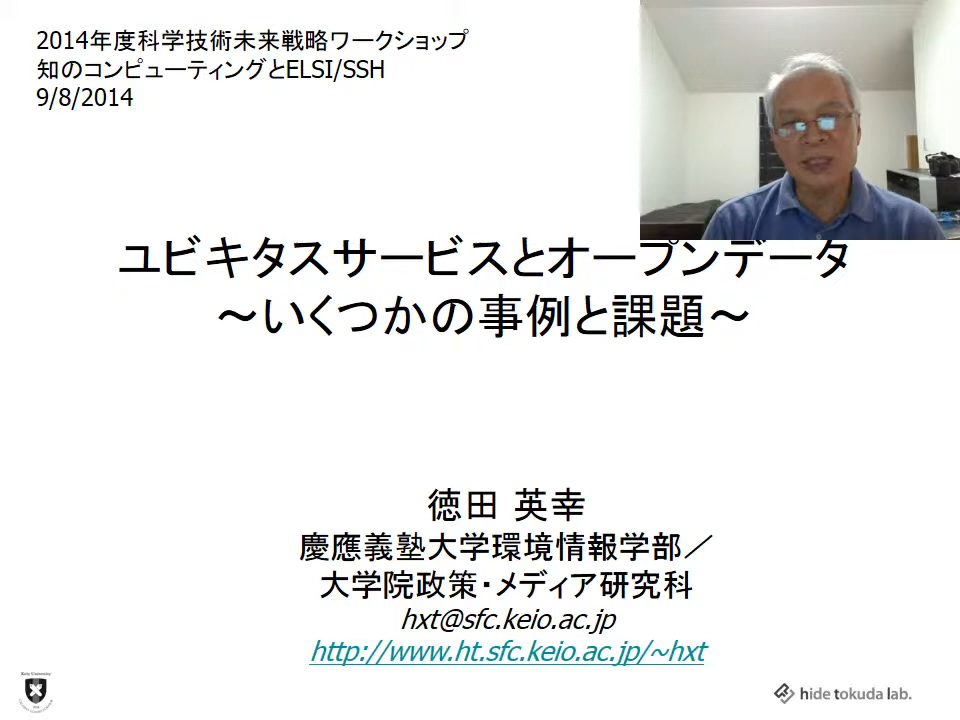 2014年度科学技術未来戦略ワークショップ
知のコンピューティングとELSI/SSH
9/8/2014
ユビキタスサービスとオープンデータ
～いくつかの事例と課題～
徳田 英幸
慶應義塾大学環境情報学部／
大学院政策・メディア研究科
hxt@sfc.keio.ac.jp
http://www.ht.sfc.keio.ac.jp/~hxt
Keio University
hide tokuda lab.